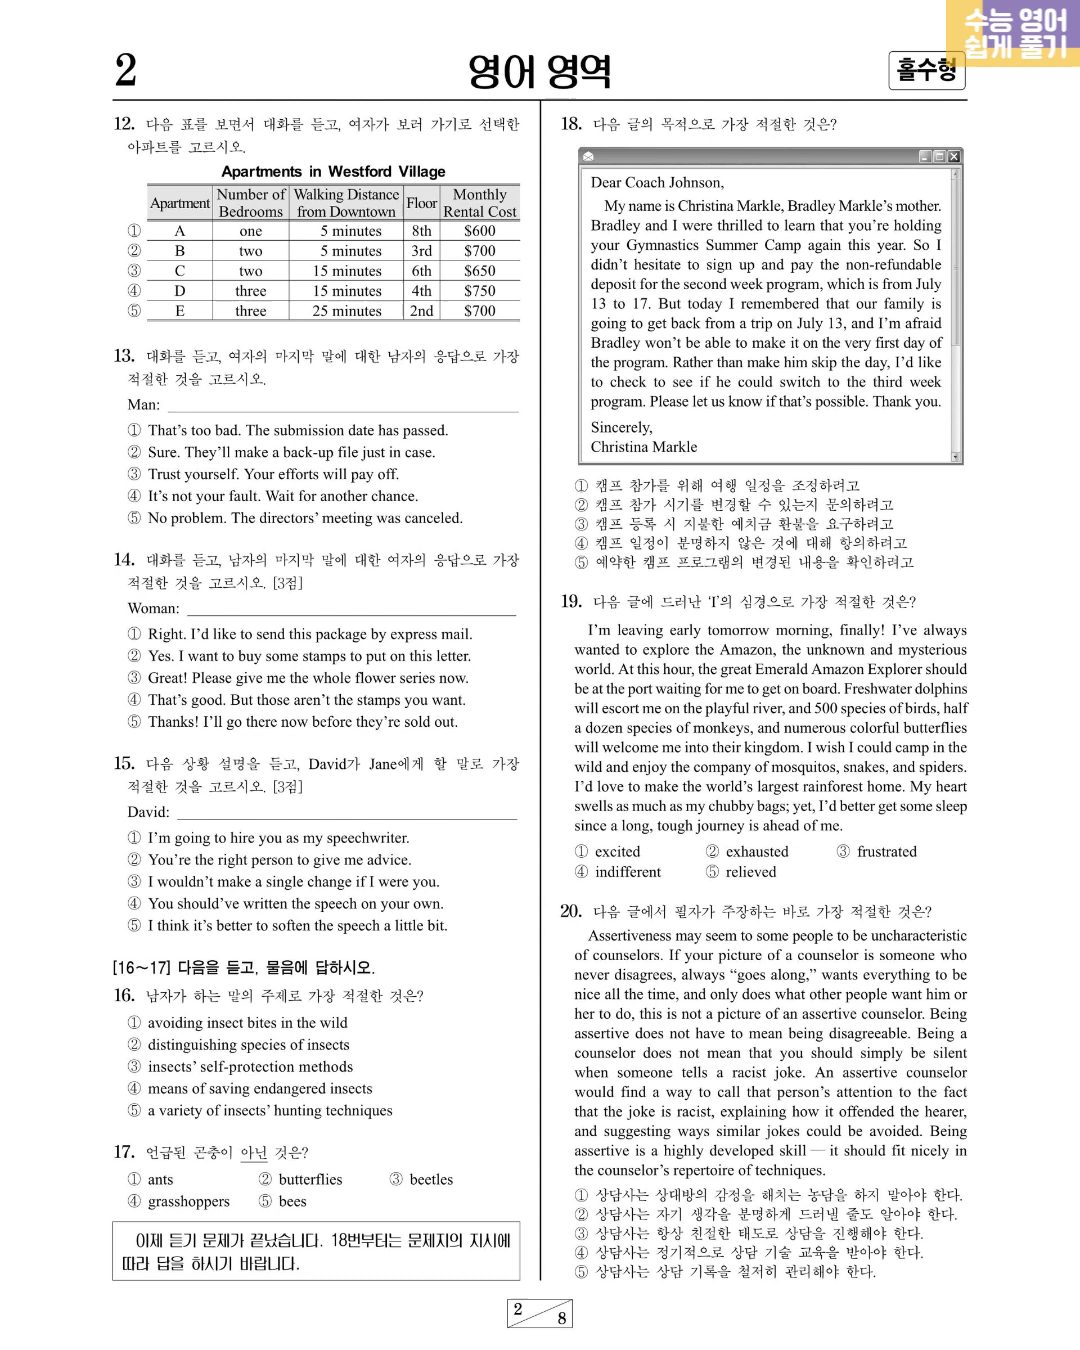 수능 영어
쉽게 풀기
2
영어 영역
홀수형
12. 다음 표를 보면서 대화를 듣고, 여자가 보러 가기로 선택한
아파트를 고르시오.
Apartments in Westford Village
Apartment Number of Bedrooms Walking Distance from Downtown Floor Monthly Rental Cost
① A one 5 minutes 8th $600
② B two 5 minutes 3rd $700
③ C two 15 minutes 6th $650
④ D three 15 minutes 4th $750
⑤ E three 25 minutes 2nd $700
13. 대화를 듣고, 여자의 마지막 말에 대한 남자의 응답으로 가장
적절한 것을 고르시오.
Man:
① That's too bad. The submission date has passed.
② Sure. They'll make a back-up file just in case.
③ Trust yourself. Your efforts will pay off.
④ It's not your fault. Wait for another chance.
⑤ No problem. The directors' meeting was canceled.
14. 대화를 듣고, 남자의 마지막 말에 대한 여자의 응답으로 가장
적절한 것을 고르시오. [3점]
Woman:
① Right. I'd like to send this package by express mail.
② Yes. I want to buy some stamps to put on this letter.
③ Great! Please give me the whole flower series now.
④ That's good. But those aren't the stamps you want.
⑤ Thanks! I'll go there now before they're sold out.
15. 다음 상황 설명을 듣고, David가 Jane에게 할 말로 가장
적절한 것을 고르시오. [3점]
David:
① I'm going to hire you as my speechwriter.
② You're the right person to give me advice.
③ I wouldn't make a single change if I were you.
④ You should've written the speech on your own.
⑤ I think it's better to soften the speech a little bit.
[16~17] 다음을 듣고, 물음에 답하시오.
16. 남자가 하는 말의 주제로 가장 적절한 것은?
① avoiding insect bites in the wild
② distinguishing species of insects
③ insects' self-protection methods
④ means of saving endangered insects
⑤ a variety of insects' hunting techniques
17. 언급된 곤충이 아닌 것은?
① ants ② butterflies ③ beetles
④ grasshoppers ⑤ bees
이제 듣기 문제가 끝났습니다. 18번부터는 문제지의 지시에
따라 답을 하시기 바랍니다.
18. 다음 글의 목적으로 가장 적절한 것은?
Dear Coach Johnson,
My name is Christina Markle, Bradley Markle's mother.
Bradley and I were thrilled to learn that you're holding
your Gymnastics Summer Camp again this year. So I
didn't hesitate to sign up and pay the non-refundable
deposit for the second week program, which is from July
13 to 17. But today I remembered that our family is
going to get back from a trip on July 13, and I'm afraid
Bradley won't be able to make it on the very first day of
the program. Rather than make him skip the day, I'd like
to check to see if he could switch to the third week
program. Please let us know if that's possible. Thank you.
Sincerely,
Christina Markle
① 캠프 참가를 위해 여행 일정을 조정하려고
② 캠프 참가 시기를 변경할 수 있는지 문의하려고
③ 캠프 등록 시 지불한 예치금 환불을 요구하려고
④ 캠프 일정이 분명하지 않은 것에 대해 항의하려고
⑤ 예약한 캠프 프로그램의 변경된 내용을 확인하려고
19. 다음 글에 드러난 'I'의 심경으로 가장 적절한 것은?
I'm leaving early tomorrow morning, finally! I've always
wanted to explore the Amazon, the unknown and mysterious
world. At this hour, the great Emerald Amazon Explorer should
be at the port waiting for me to get on board. Freshwater dolphins
will escort me on the playful river, and 500 species of birds, half
a dozen species of monkeys, and numerous colorful butterflies
will welcome me into their kingdom. I wish I could camp in the
wild and enjoy the company of mosquitos, snakes, and spiders.
I'd love to make the world's largest rainforest home. My heart
swells as much as my chubby bags; yet, I'd better get some sleep
since a long, tough journey is ahead of me.
① excited ② exhausted ③ frustrated
④ indifferent ⑤ relieved
20. 다음 글에서 필자가 주장하는 바로 가장 적절한 것은?
Assertiveness may seem to some people to be uncharacteristic
of counselors. If your picture of a counselor is someone who
never disagrees, always "goes along," wants everything to be
nice all the time, and only does what other people want him or
her to do, this is not a picture of an assertive counselor. Being
assertive does not have to mean being disagreeable. Being a
counselor does not mean that you should simply be silent
when someone tells a racist joke. An assertive counselor
would find a way to call that person's attention to the fact
that the joke is racist, explaining how it offended the hearer,
and suggesting ways similar jokes could be avoided. Being
assertive is a highly developed skill — it should fit nicely in
the counselor's repertoire of techniques.
① 상담사는 상대방의 감정을 해치는 농담을 하지 말아야 한다.
② 상담사는 자기 생각을 분명하게 드러낼 줄도 알아야 한다.
③ 상담사는 항상 친절한 태도로 상담을 진행해야 한다.
④ 상담사는 정기적으로 상담 기술 교육을 받아야 한다.
⑤ 상담사는 상담 기록을 철저히 관리해야 한다.
2
8